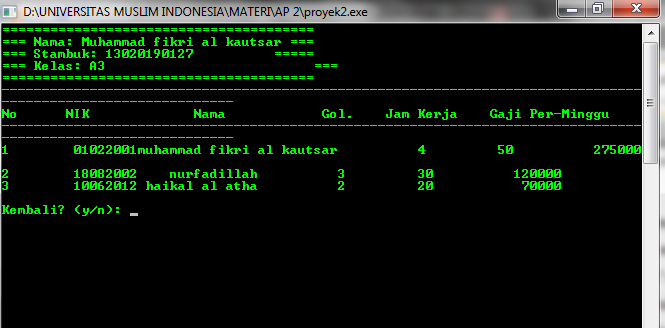 D:\UNIVERSITAS MUSLIM INDONESIA\MATERI\AP 2\proyek2.exe
=======================================
=== Nama: Muhammad fikri al kautsar ===
=== Stambuk: 13020190127          =====
=== Kelas: A3                          ===
=======================================
No      NIK             Nama            Gol.    Jam Kerja    Gaji Per-Minggu
1        01022001muhammad fikri al kautsar          4         50          275000
2        18082002    nurfadillah          3         30          120000
3        10062012 haikal al atha          2         20           70000
Kembali? (y/n): _